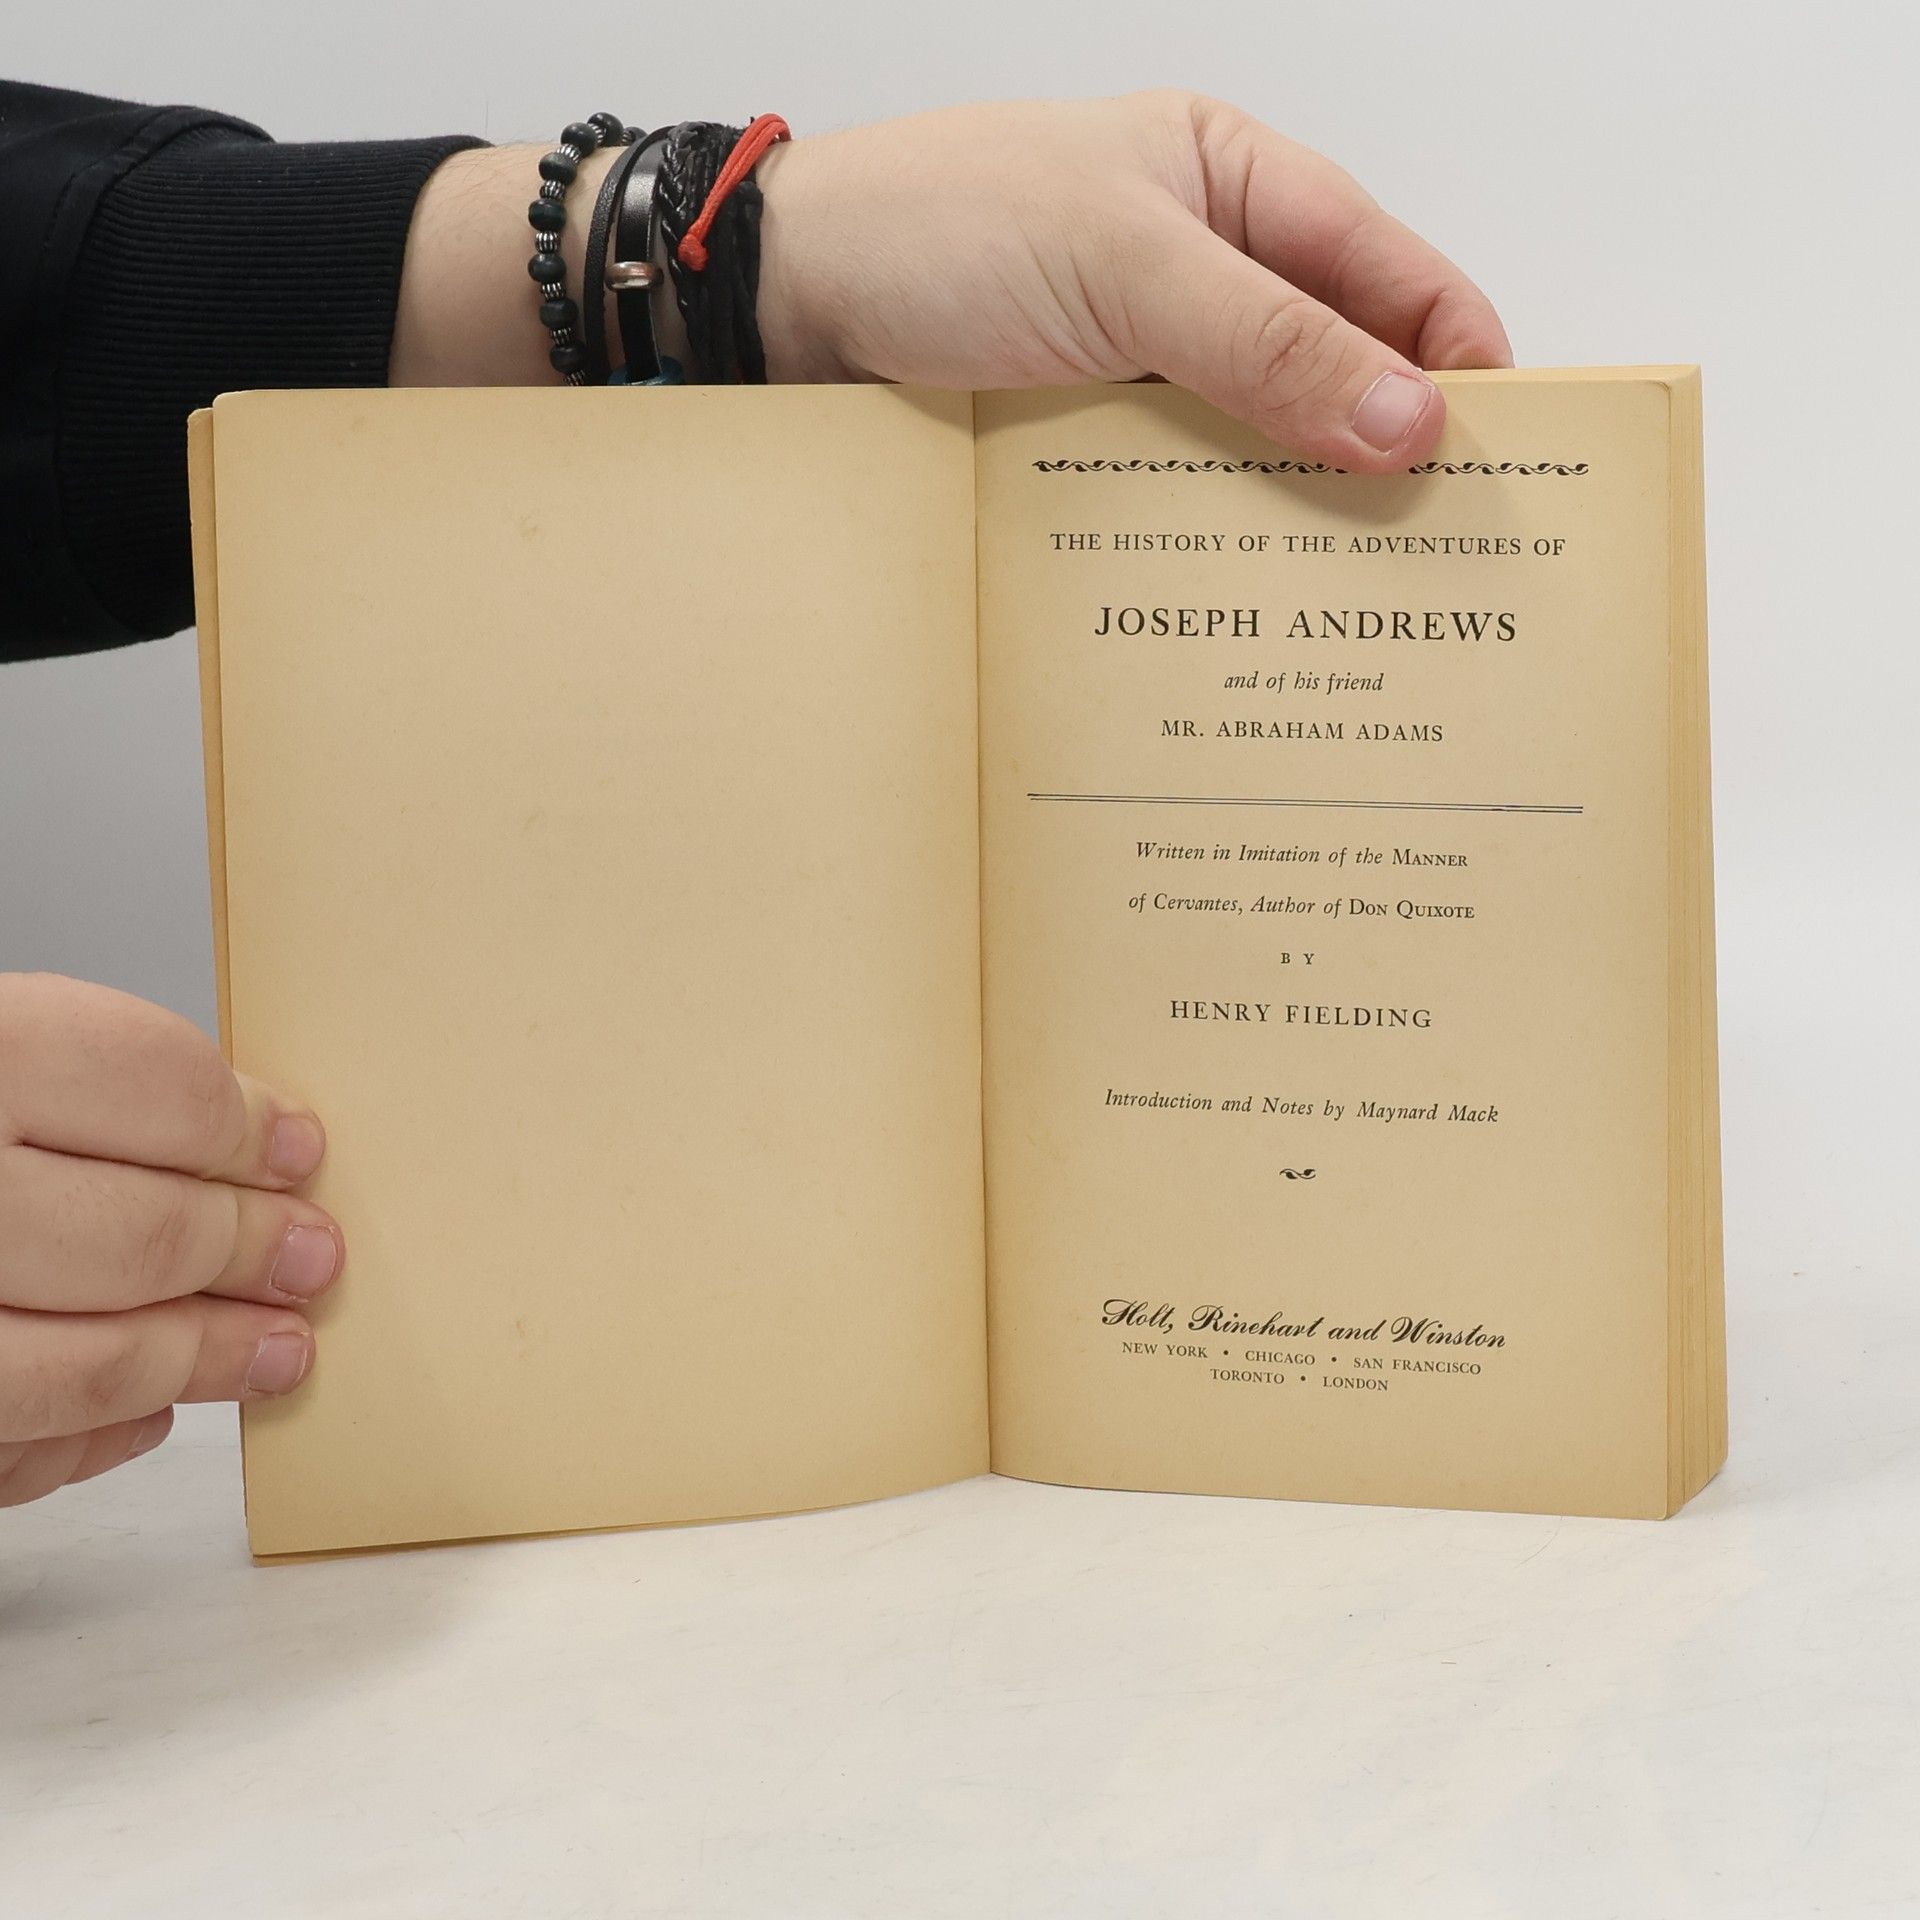 THE HISTORY OF THE ADVENTURES OF
JOSEPH ANDREWS
and of his friend
MR. ABRAHAM ADAMS
Written in Imitation of the MANNER
of Cervantes, Author of DON QUIXOTE
BY
HENRY FIELDING
Introduction and Notes by Maynard Mack
Holt, Rinehart and Winston
NEW YORK • CHICAGO • SAN FRANCISCO
TORONTO • LONDON